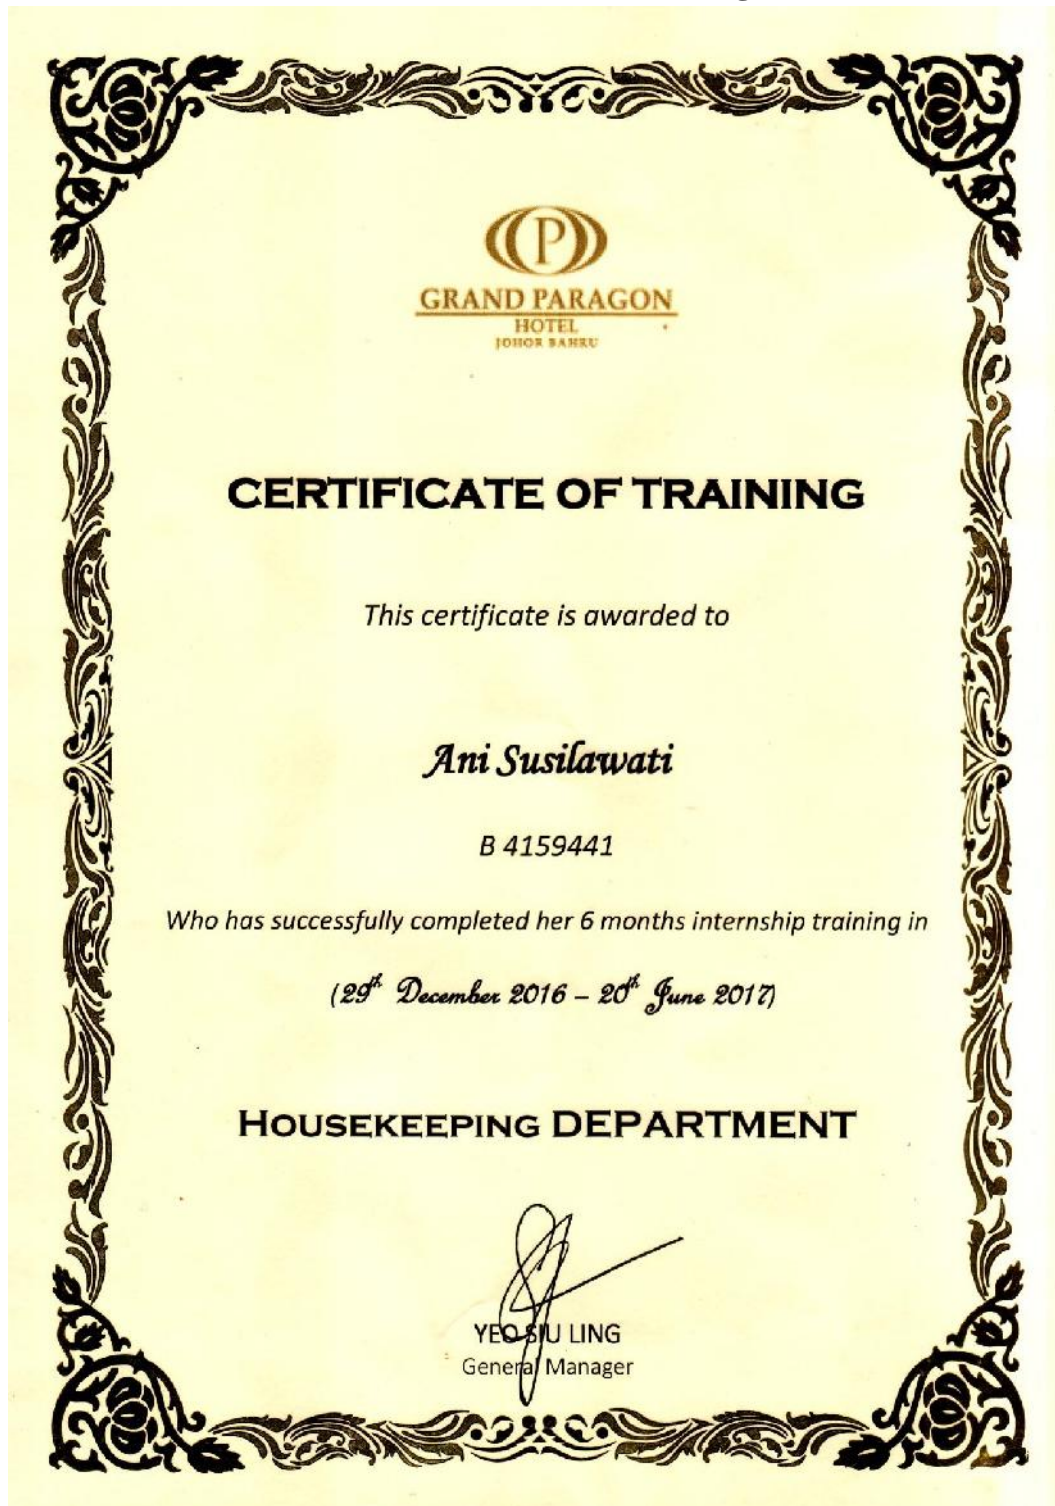 P
GRAND PARAGON
HOTEL
JOHOR BAHRU
CERTIFICATE OF TRAINING
This certificate is awarded to
Ani Susilawati
B 4159441
Who has successfully completed her 6 months internship training in
(29th December 2016 – 20th June 2017)
HOUSEKEEPING DEPARTMENT
YEO SIU LING
General Manager